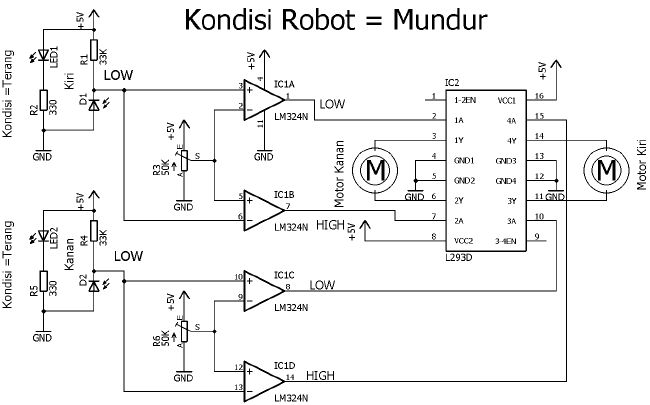 Kondisi Robot = Mundur
Kondisi =Terang
LED1
R2
330
GND
+5V
R1
33K
Kiri
D1
LOW
+5V
R3
50K
E
S
A
GND
+5V
3
2
4
11
1
+
−
IC1A
LM324N
GND
LOW
5
6
7
+
−
IC1B
LM324N
HIGH
Kondisi =Terang
LED2
R5
330
GND
+5V
R4
33K
Kanan
D2
LOW
+5V
R6
50K
E
S
A
GND
10
9
8
+
−
IC1C
LM324N
LOW
12
13
14
+
−
IC1D
LM324N
HIGH
Motor Kanan
M
GND
+5V
IC2
1 1-2EN VCC1 16
2 1A 4A 15
3 1Y 4Y 14
4 GND1 GND3 13
5 GND2 GND4 12
6 2Y 3Y 11
7 2A 3A 10
8 VCC2 3-4EN 9
L293D
+5V
GND
M
Motor Kiri